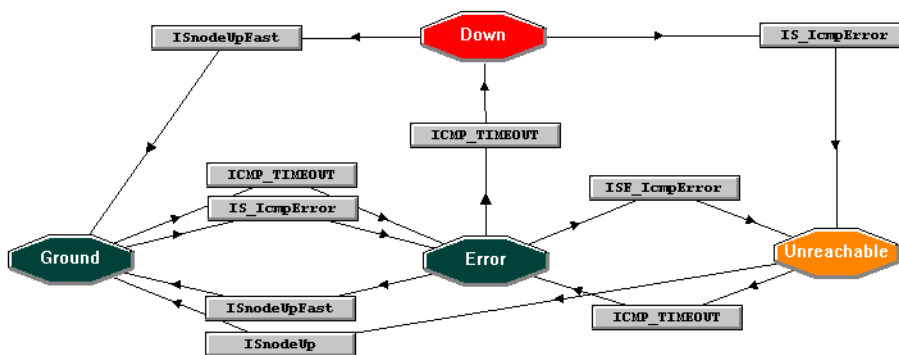 ISnodeUpFast
Down
IS_IcmpError
ICMP_TIMEOUT
ICMP_TIMEOUT
ISF_IcmpError
IS_IcmpError
Ground
Error
Unreachable
ISnodeUpFast
ICMP_TIMEOUT
ISnodeUp